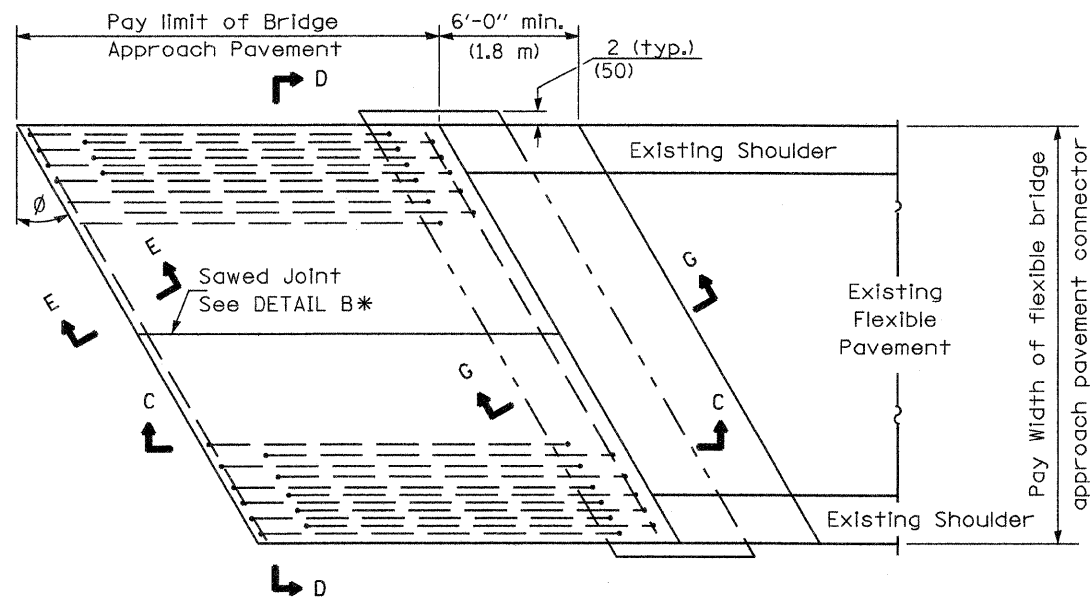 Pay limit of Bridge
Approach Pavement
6'-0" min.
(1.8 m)
2 (typ.)
(50)
D
Existing Shoulder
ø
E
E
Sawed Joint
See DETAIL B*
G
G
C
C
Existing
Flexible
Pavement
Pay Width of flexible bridge
approach pavement connector
Existing Shoulder
D